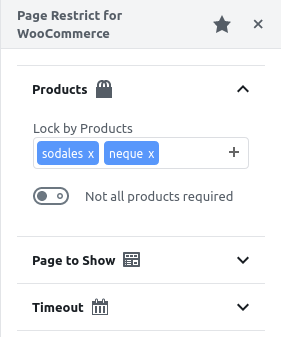 Page Restrict for
WooCommerce
Products
Lock by Products
sodales x neque x
Not all products required
Page to Show
Timeout